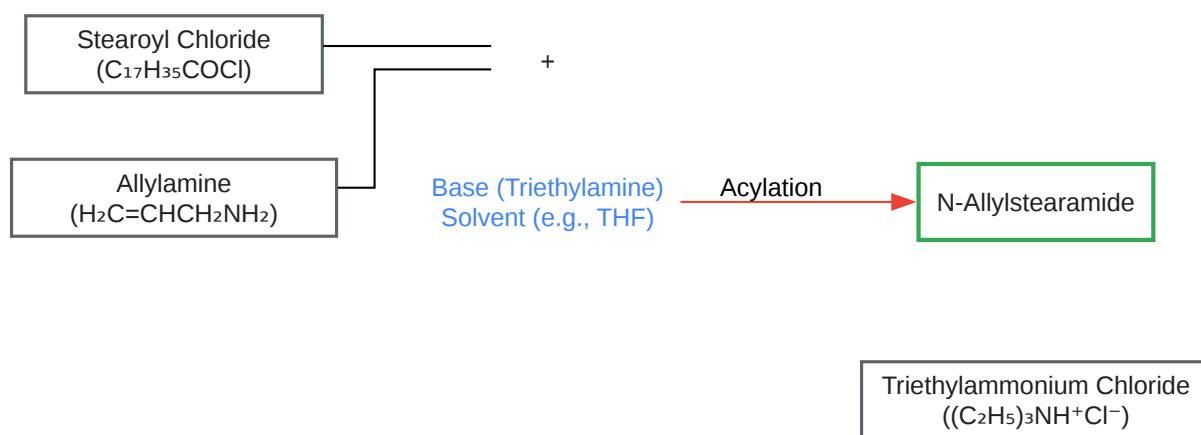 Stearoyl Chloride
(C₁₇H₃₅COCl)
+
Allylamine
(H₂C=CHCH₂NH₂)
Base (Triethylamine)
Solvent (e.g., THF)
Acylation
N-Allylstearamide
Triethylammonium Chloride
((C₂H₅)₃NH⁺Cl⁻)